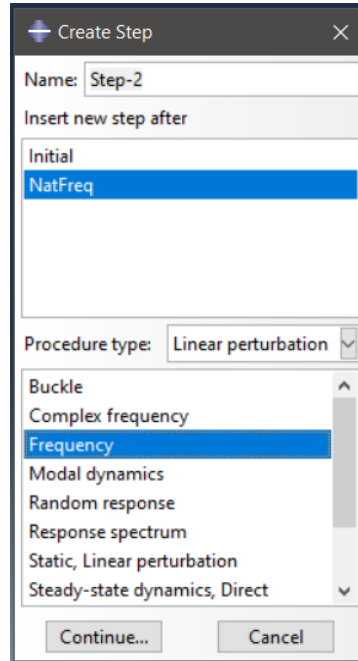 Create Step
Name: Step-2
Insert new step after
Initial
NatFreq
Procedure type: Linear perturbation
Buckle
Complex frequency
Frequency
Modal dynamics
Random response
Response spectrum
Static, Linear perturbation
Steady-state dynamics, Direct
Continue... Cancel